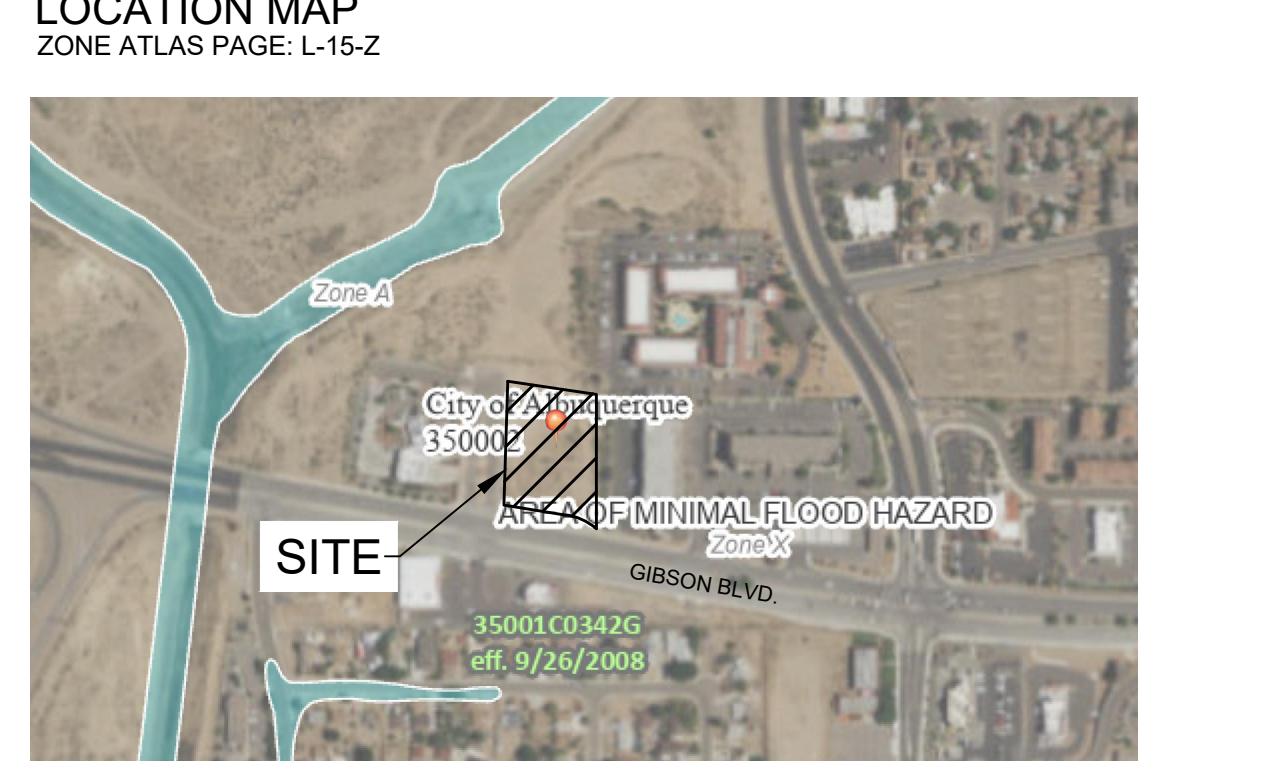 LOCATION MAP
ZONE ATLAS PAGE: L-15-Z
Zone A
City of Albuquerque
350002
AREA OF MINIMAL FLOOD HAZARD
Zone X
SITE
GIBSON BLVD.
35001C0342G
eff. 9/26/2008